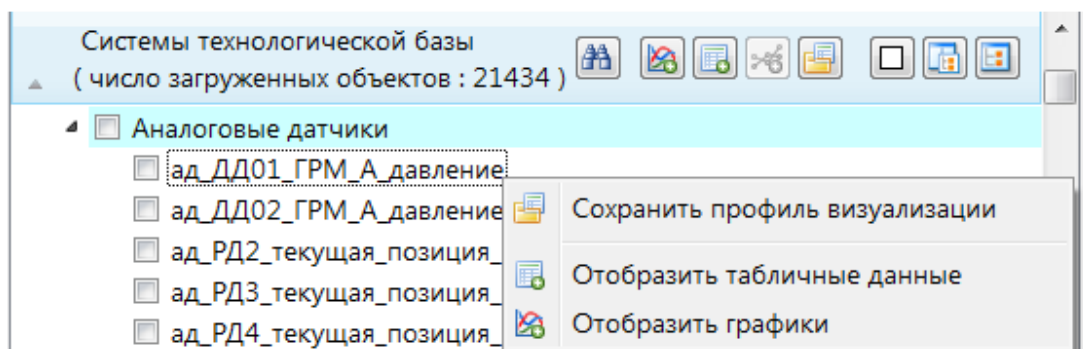 Системы технологической базы
( число загруженных объектов : 21434 )
Аналоговые датчики
ад_ДД01_ГРМ_А_давление
ад_ДД02_ГРМ_А_давление
ад_РД2_текущая_позиция_
ад_РД3_текущая_позиция_
ад_РД4_текущая_позиция_
Сохранить профиль визуализации
Отобразить табличные данные
Отобразить графики